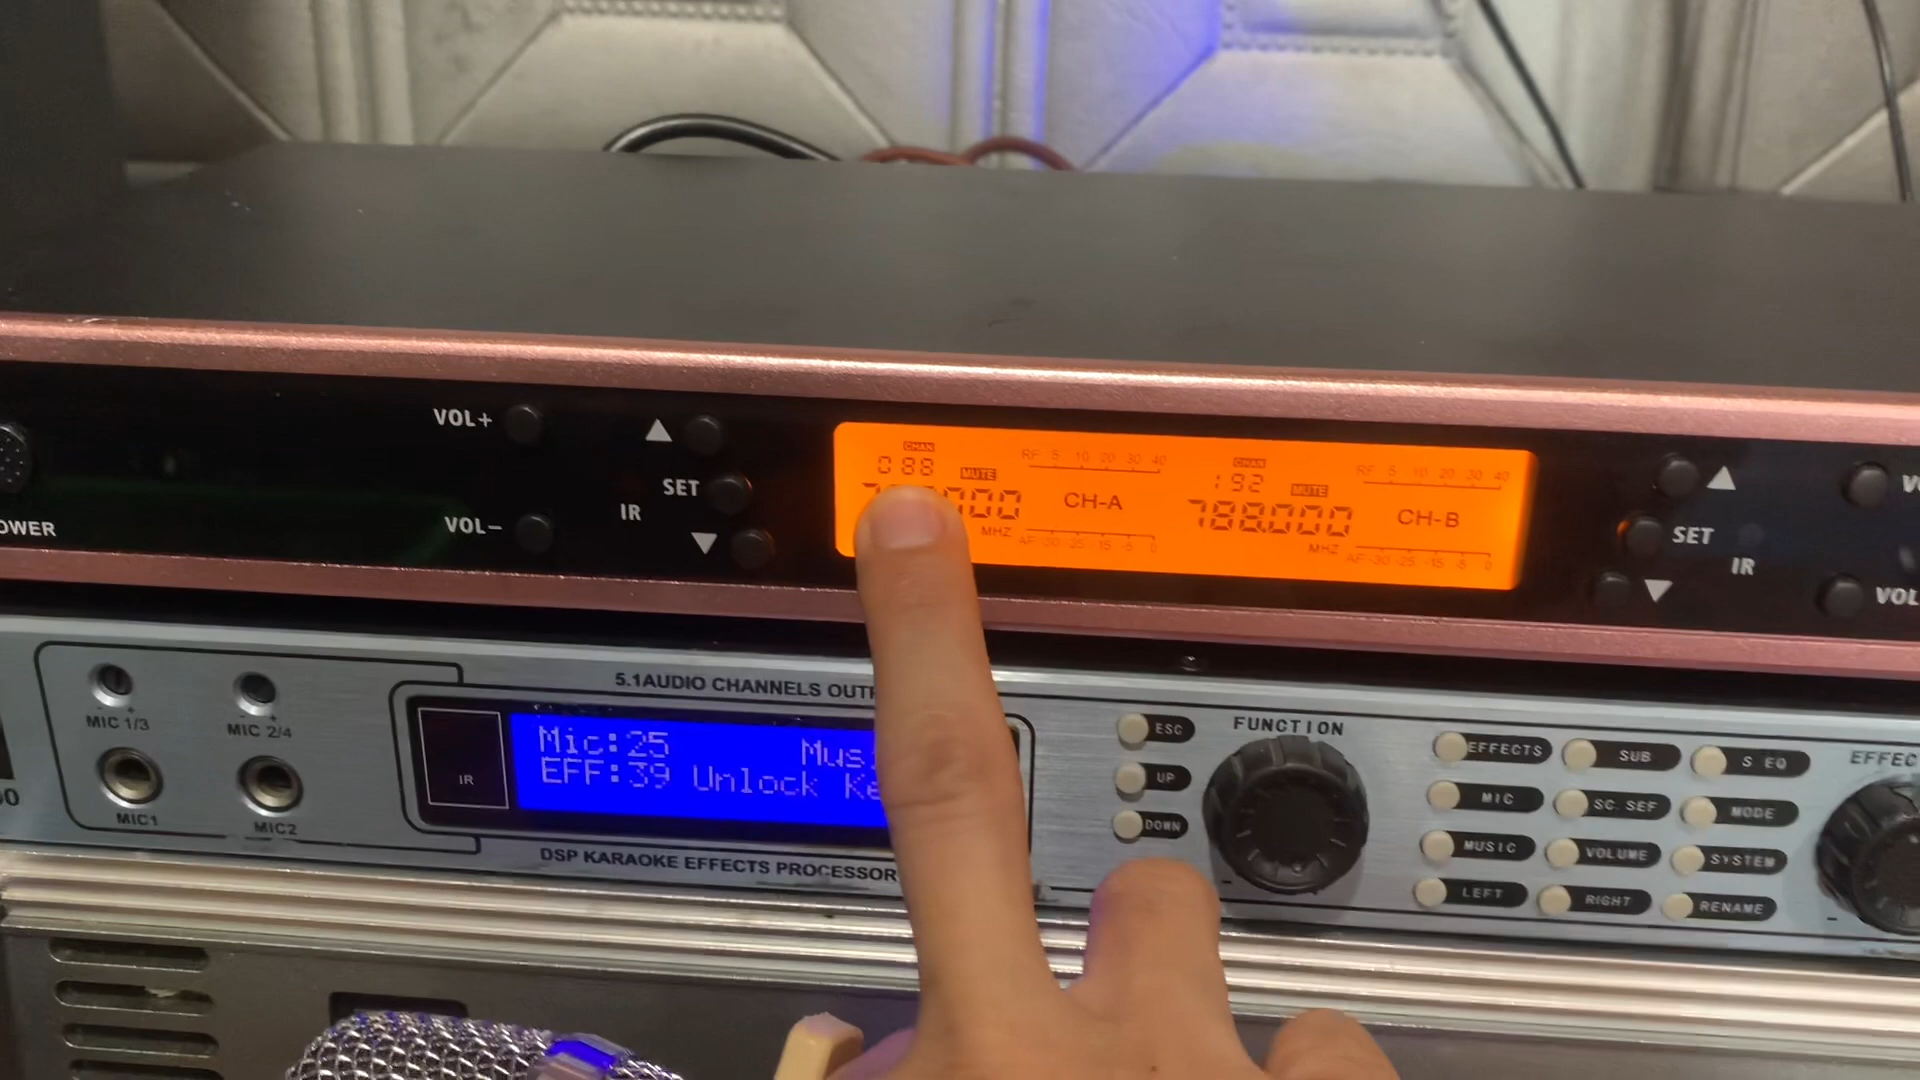 VOL+
SET
IR
VOL−
OWER
CHAN
088
MUTE
000
MHZ
RF 5 10 20 30 40
CH-A
AF -30 -25 -15 -5 0
CHAN
192
MUTE
788.000
MHZ
RF 5 10 20 30 40
CH-B
AF -30 -25 -15 -5 0
SET
IR
VOL
5.1AUDIO CHANNELS OUT
MIC 1/3
MIC 2/4
MIC1
MIC2
IR
Mic:25 Mus
EFF:39 Unlock Ke
DSP KARAOKE EFFECTS PROCESSOR
ESC
UP
DOWN
FUNCTION
EFFECTS
SUB
S EQ
MIC
SC. SEF
MODE
MUSIC
VOLUME
SYSTEM
LEFT
RIGHT
RENAME
EFFEC